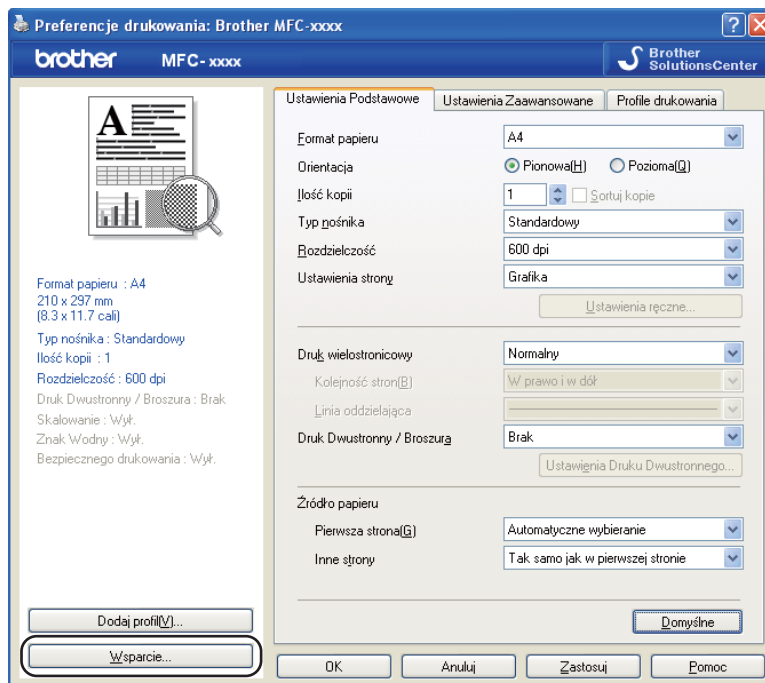 Preferencje drukowania: Brother MFC-xxxx
brother MFC- xxxx
Brother
SolutionsCenter
A
Format papieru : A4
210 x 297 mm
(8.3 x 11.7 cali)
Typ nośnika : Standardowy
Ilość kopii : 1
Rozdzielczość : 600 dpi
Druk Dwustronny / Broszura : Brak
Skalowanie : Wył.
Znak Wodny : Wył.
Bezpiecznego drukowania : Wył.
Dodaj profil(V)...
Wsparcie...
Ustawienia Podstawowe Ustawienia Zaawansowane Profile drukowania
Format papieru A4
Orientacja Pionowa(H) Pozioma(Q)
Ilość kopii 1 Sortuj kopie
Typ nośnika Standardowy
Rozdzielczość 600 dpi
Ustawienia strony Grafika
Ustawienia ręczne...
Druk wielostronicowy Normalny
Kolejność stron(B) W prawo i w dół
Linia oddzielająca
Druk Dwustronny / Broszura Brak
Ustawienia Druku Dwustronnego...
Źródło papieru
Pierwsza strona(G) Automatyczne wybieranie
Inne strony Tak samo jak w pierwszej stronie
Domyślne
OK Anuluj Zastosuj Pomoc